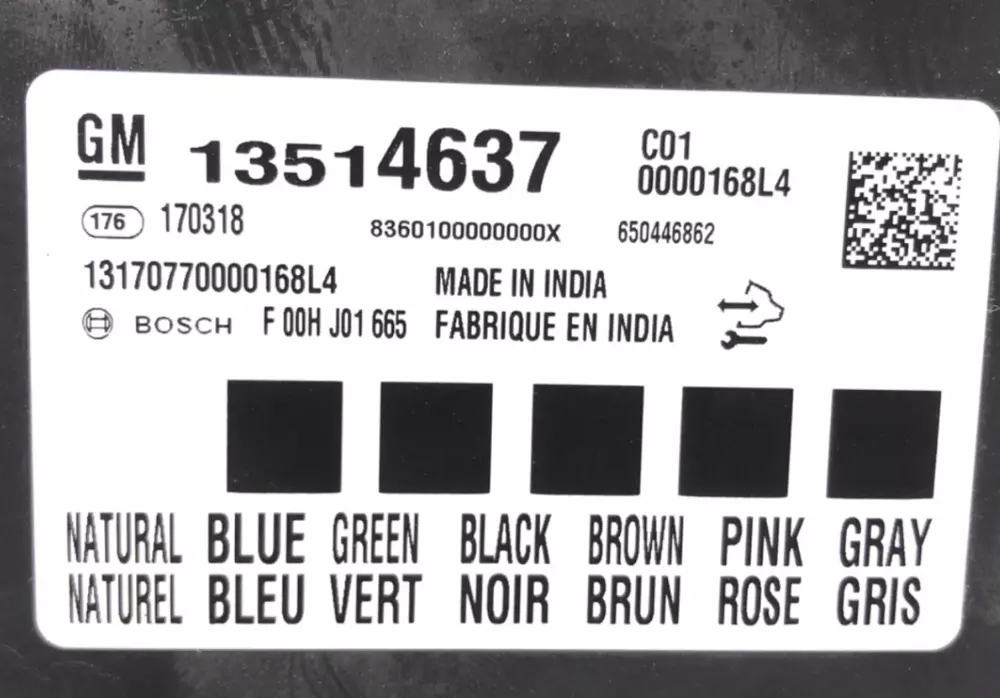 GM 13514637 C01
0000168L4
176 170318 8360100000000X 650446862
13170770000168L4 MADE IN INDIA
BOSCH F 00H J01 665 FABRIQUE EN INDIA
NATURAL BLUE GREEN BLACK BROWN PINK GRAY
NATUREL BLEU VERT NOIR BRUN ROSE GRIS